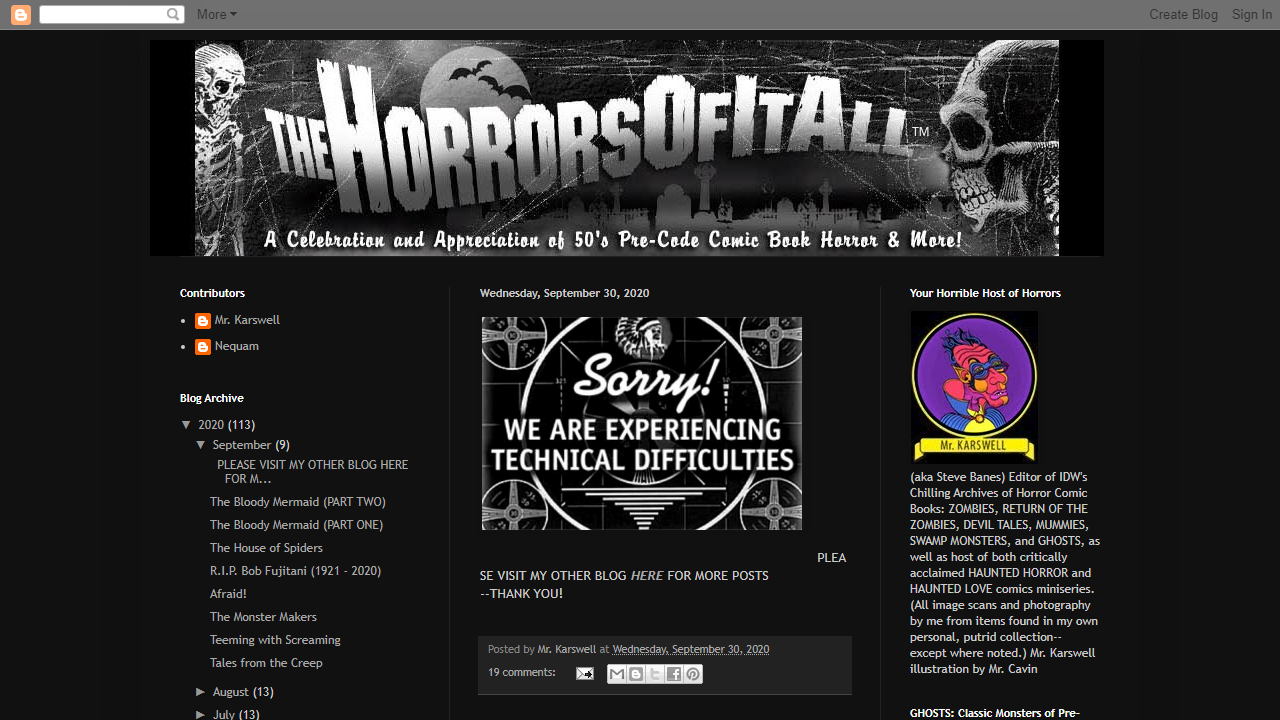 More
Create Blog
Sign In
THE HORRORS OF IT ALL
TM
A Celebration and Appreciation of 50's Pre-Code Comic Book Horror & More!
Contributors
Mr. Karswell
Nequam
Blog Archive
▼ 2020 (113)
▼ September (9)
PLEASE VISIT MY OTHER BLOG HERE
FOR M...
The Bloody Mermaid (PART TWO)
The Bloody Mermaid (PART ONE)
The House of Spiders
R.I.P. Bob Fujitani (1921 - 2020)
Afraid!
The Monster Makers
Teeming with Screaming
Tales from the Creep
► August (13)
► July (13)
Wednesday, September 30, 2020
Sorry!
WE ARE EXPERIENCING
TECHNICAL DIFFICULTIES
PLEA
SE VISIT MY OTHER BLOG HERE FOR MORE POSTS
--THANK YOU!
Posted by Mr. Karswell at Wednesday, September 30, 2020
19 comments:
Your Horrible Host of Horrors
Mr. KARSWELL
(aka Steve Banes) Editor of IDW's
Chilling Archives of Horror Comic
Books: ZOMBIES, RETURN OF THE
ZOMBIES, DEVIL TALES, MUMMIES,
SWAMP MONSTERS, and GHOSTS, as
well as host of both critically
acclaimed HAUNTED HORROR and
HAUNTED LOVE comics miniseries.
(All image scans and photography
by me from items found in my own
personal, putrid collection--
except where noted.) Mr. Karswell
illustration by Mr. Cavin
GHOSTS: Classic Monsters of Pre-